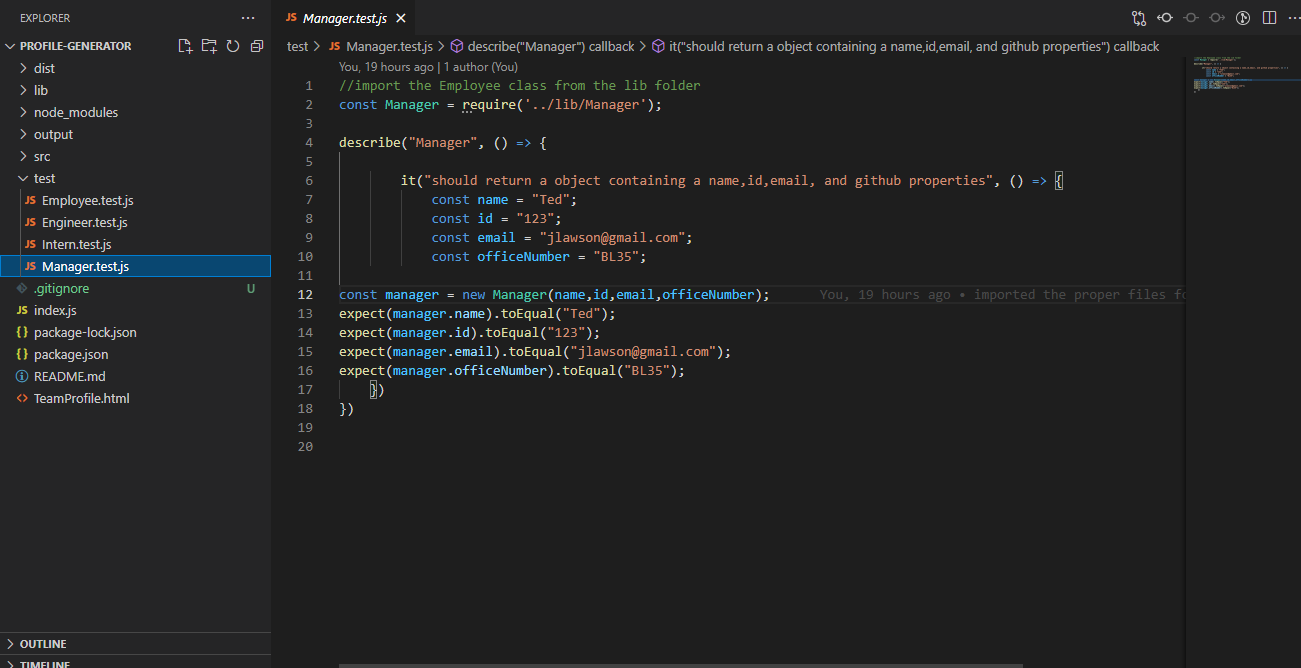 EXPLORER
PROFILE-GENERATOR
dist
lib
node_modules
output
src
test
JS Employee.test.js
JS Engineer.test.js
JS Intern.test.js
JS Manager.test.js
.gitignore U
JS index.js
{} package-lock.json
{} package.json
README.md
TeamProfile.html
OUTLINE
TIMELINE
JS Manager.test.js
test > JS Manager.test.js > describe("Manager") callback > it("should return a object containing a name,id,email, and github properties") callback
You, 19 hours ago | 1 author (You)
1 //import the Employee class from the lib folder
2 const Manager = require('../lib/Manager');
3
4 describe("Manager", () => {
5
6 it("should return a object containing a name,id,email, and github properties", () => {
7 const name = "Ted";
8 const id = "123";
9 const email = "jlawson@gmail.com";
10 const officeNumber = "BL35";
11
12 const manager = new Manager(name,id,email,officeNumber); You, 19 hours ago • imported the proper files
13 expect(manager.name).toEqual("Ted");
14 expect(manager.id).toEqual("123");
15 expect(manager.email).toEqual("jlawson@gmail.com");
16 expect(manager.officeNumber).toEqual("BL35");
17 })
18 })
19
20